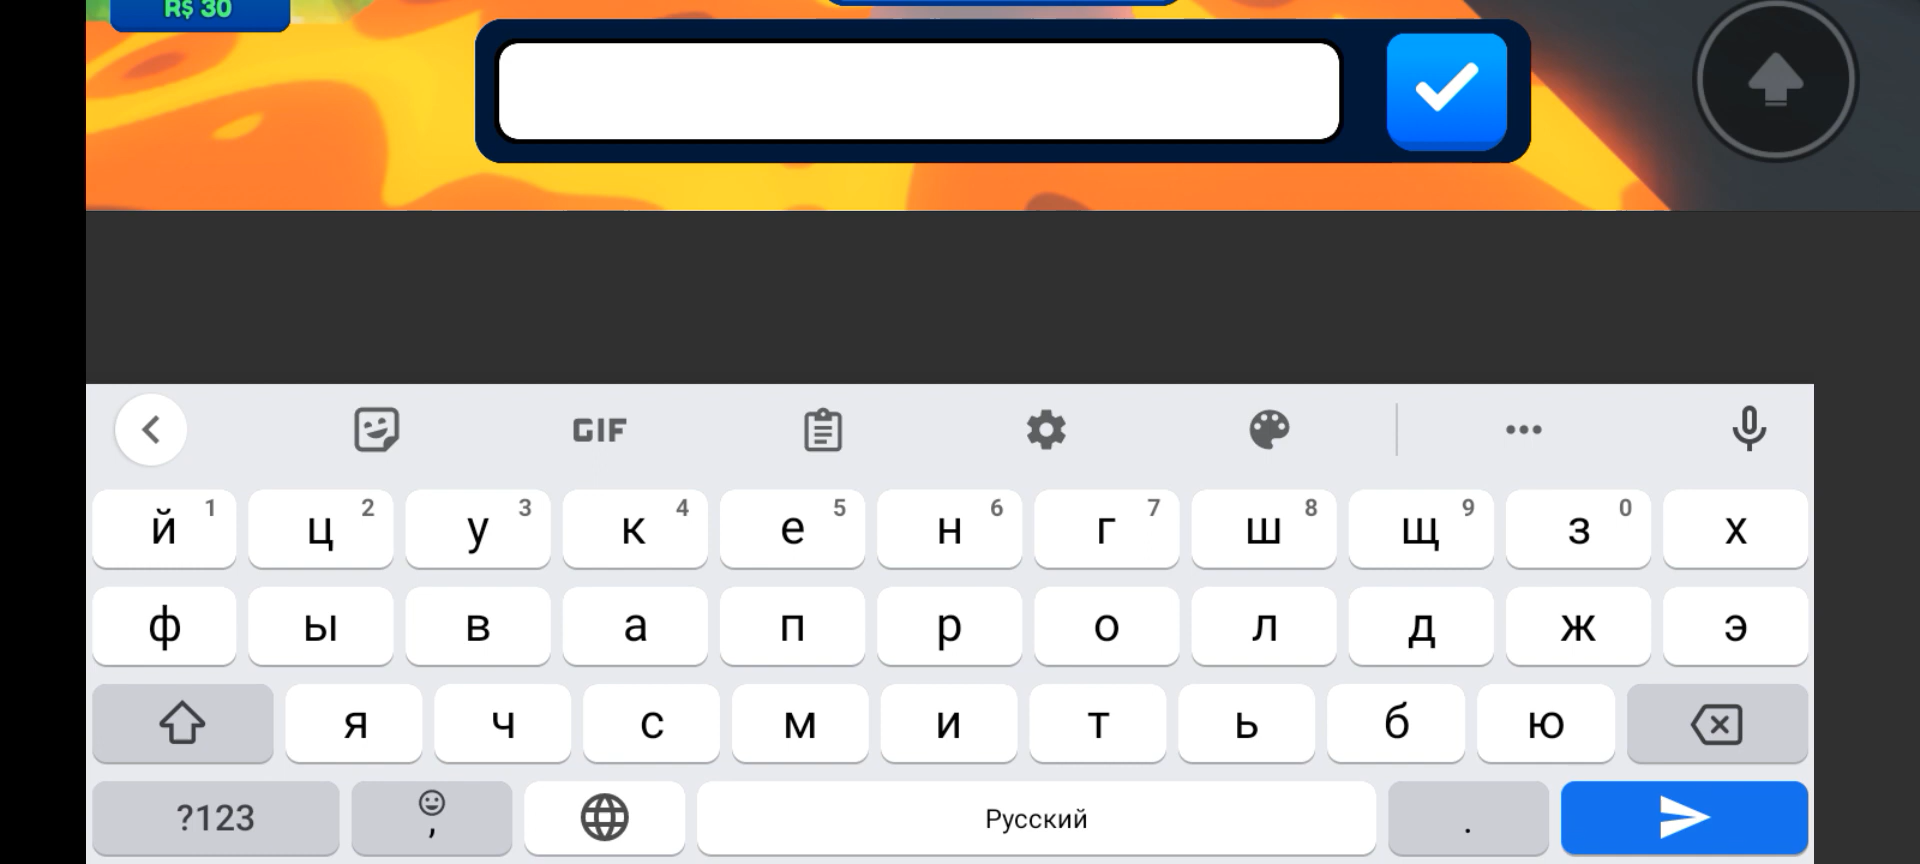 R$ 30
GIF
й 1 ц 2 у 3 к 4 е 5 н 6 г 7 ш 8 щ 9 з 0 х
ф ы в а п р о л д ж э
я ч с м и т ь б ю
?123 , Русский .